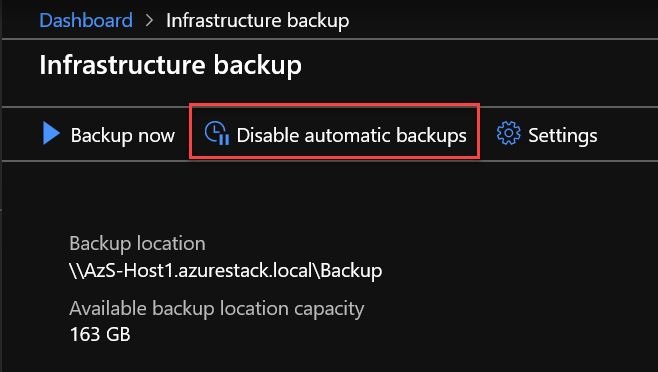 Dashboard > Infrastructure backup
Infrastructure backup
Backup now Disable automatic backups Settings
Backup location
\\AzS-Host1.azurestack.local\Backup
Available backup location capacity
163 GB